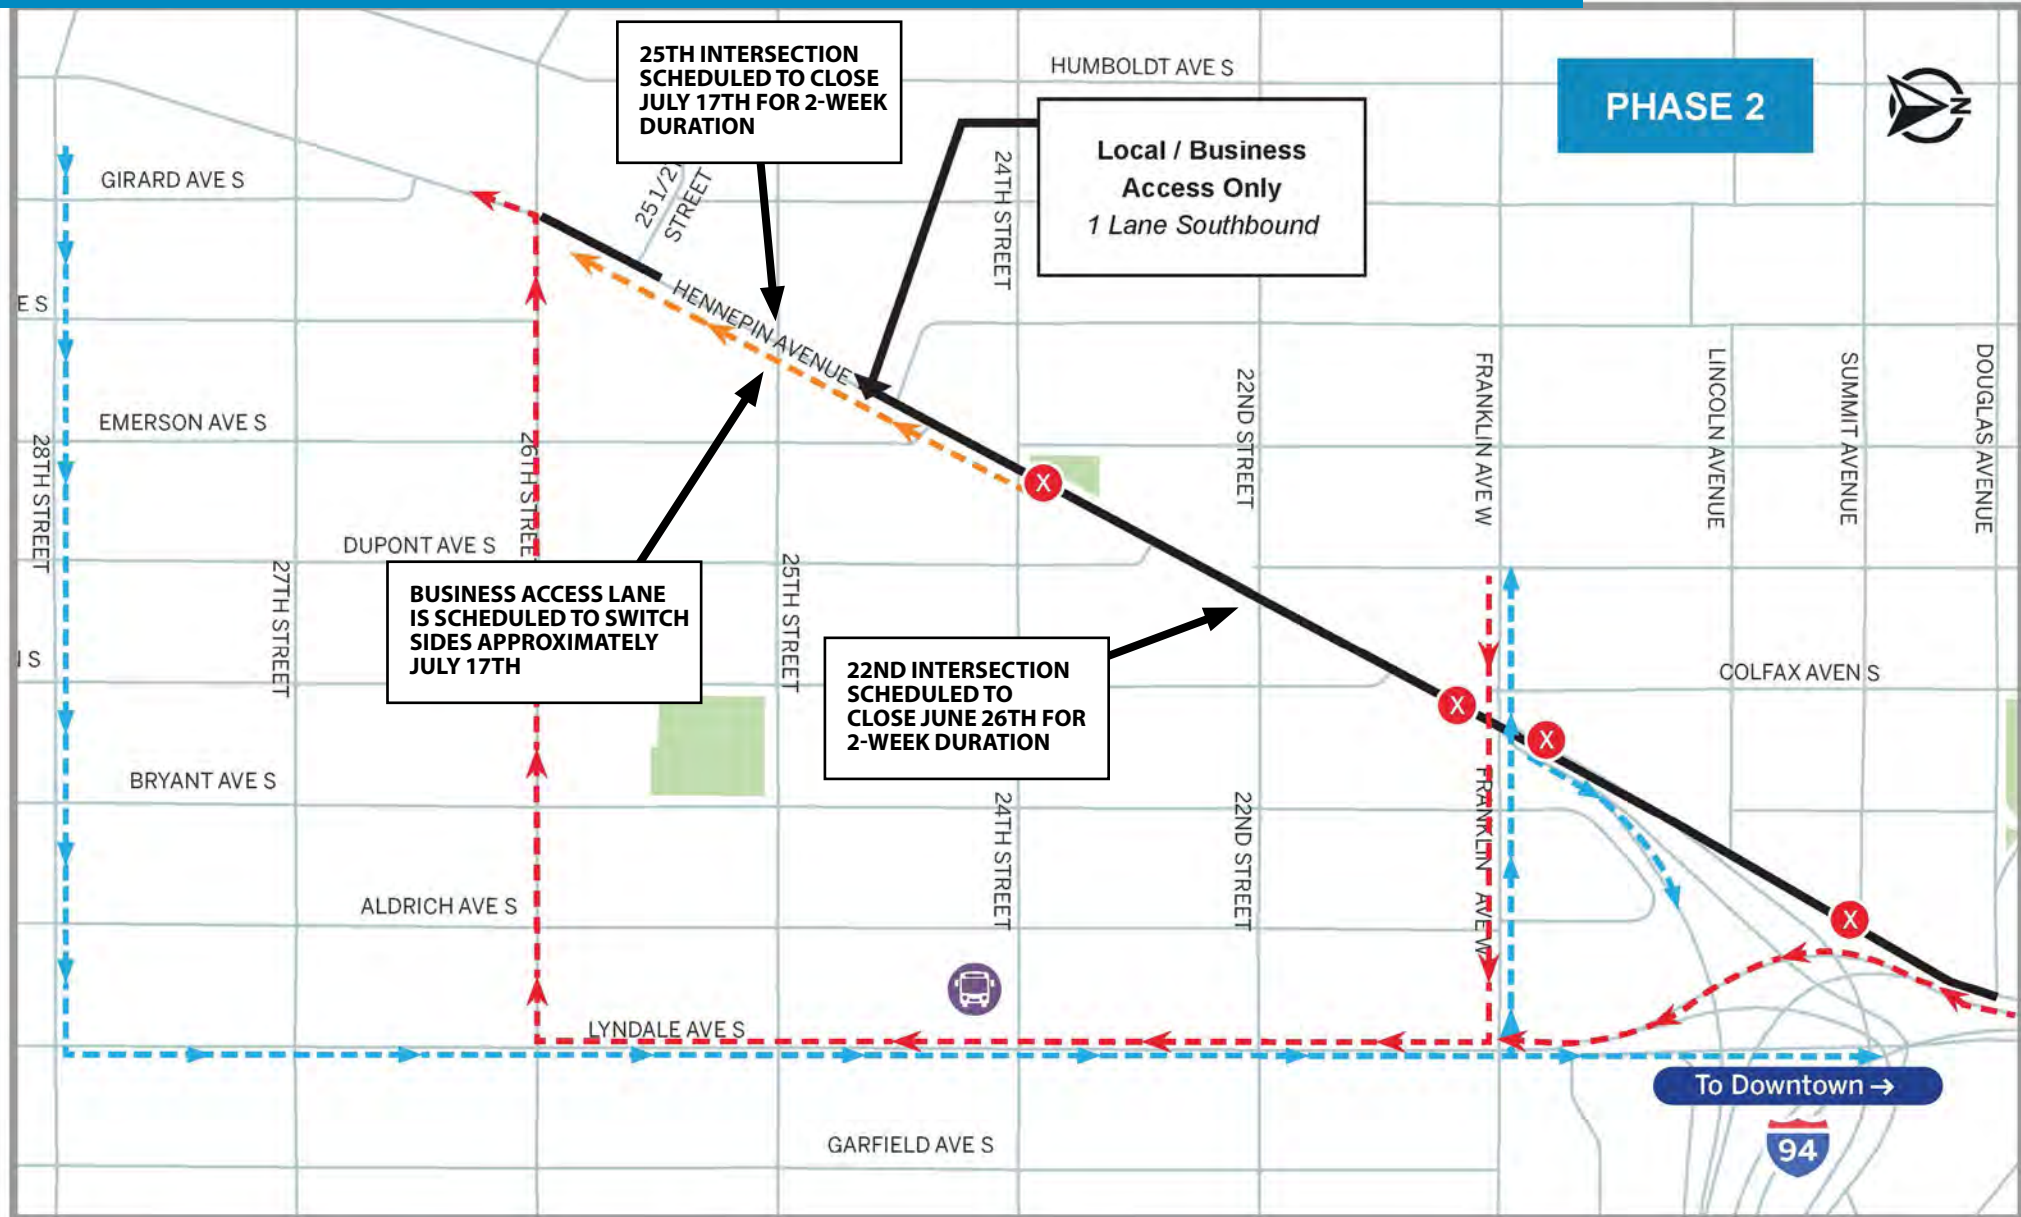 25TH INTERSECTION
SCHEDULED TO CLOSE
JULY 17TH FOR 2-WEEK
DURATION
HUMBOLDT AVE S
PHASE 2
N
Local / Business
Access Only
1 Lane Southbound
GIRARD AVE S
25 1/2
STREET
24TH STREET
E S
HENNEPIN AVENUE
EMERSON AVE S
28TH STREET
26TH STREE
22ND STREET
FRANKLIN AVE W
LINCOLN AVENUE
SUMMIT AVENUE
DOUGLAS AVENUE
X
DUPONT AVE S
27TH STREET
25TH STREET
BUSINESS ACCESS LANE
IS SCHEDULED TO SWITCH
SIDES APPROXIMATELY
JULY 17TH
S
22ND INTERSECTION
SCHEDULED TO
CLOSE JUNE 26TH FOR
2-WEEK DURATION
COLFAX AVEN S
X
X
BRYANT AVE S
24TH STREET
22ND STREET
FRANKLIN AVE W
ALDRICH AVE S
X
LYNDALE AVE S
To Downtown →
GARFIELD AVE S
94